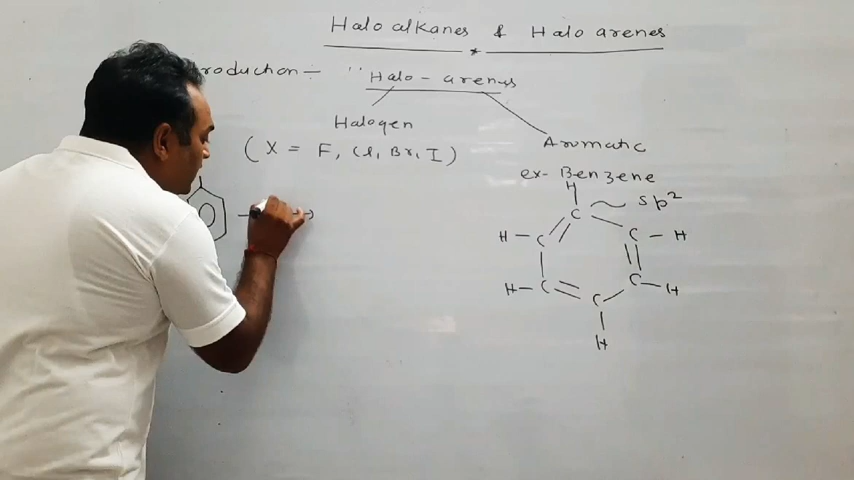 Halo alkanes & Halo arenes
roduction - "Halo - arenes
Halogen
(X = F, Cl, Br, I)
Aromatic
ex- Benzene
H
C sp²
H - C C - H
H - C C - H
C
H